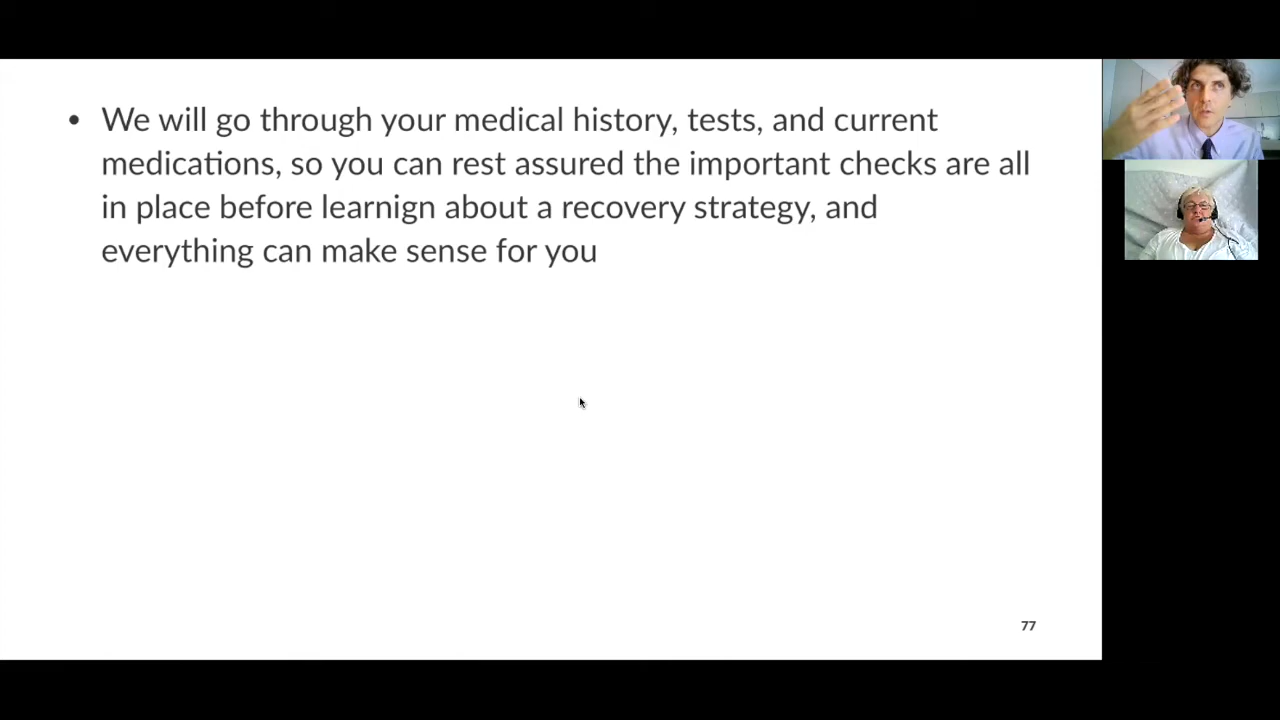 • We will go through your medical history, tests, and current
medications, so you can rest assured the important checks are all
in place before learnign about a recovery strategy, and
everything can make sense for you
77